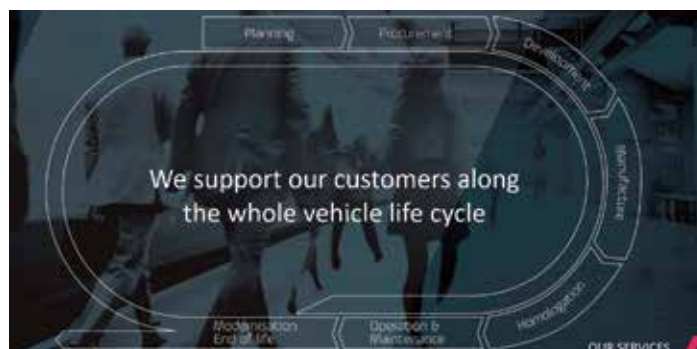 Planning
Procurement
Development
Manufacture
Homologation
Operation &
Maintenance
Modernisation
End of life
We support our customers along
the whole vehicle life cycle
OUR SERVICES